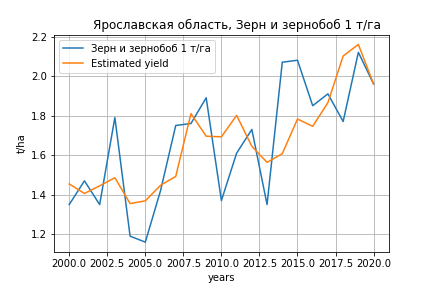 Ярославская область, Зерн и зернобоб 1 т/га
Зерн и зернобоб 1 т/га
Estimated yield
t/ha
2.2
2.0
1.8
1.6
1.4
1.2
2000.0 2002.5 2005.0 2007.5 2010.0 2012.5 2015.0 2017.5 2020.0
years